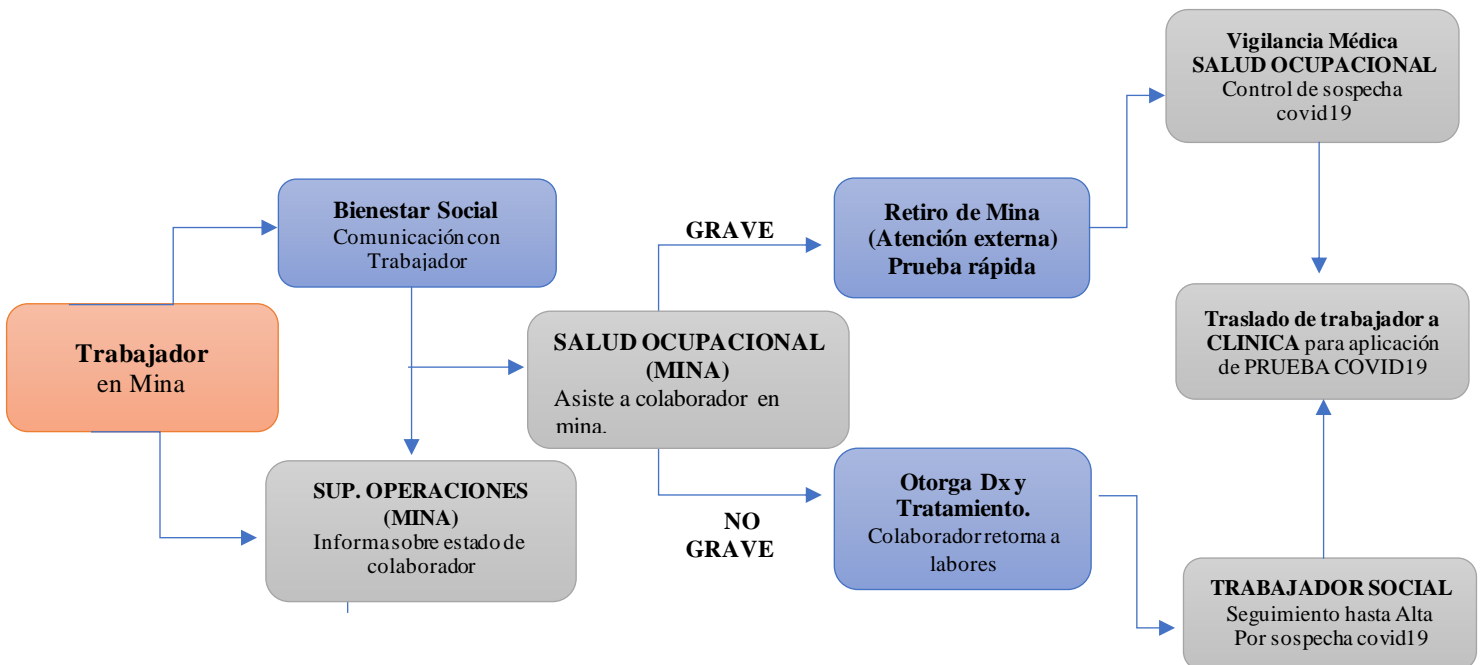 Trabajador
en Mina
Bienestar Social
Comunicación con
Trabajador
SUP. OPERACIONES
(MINA)
Informa sobre estado de
colaborador
SALUD OCUPACIONAL
(MINA)
Asiste a colaborador en
mina.
GRAVE
NO
GRAVE
Retiro de Mina
(Atención externa)
Prueba rápida
Otorga Dx y
Tratamiento.
Colaborador retorna a
labores
Vigilancia Médica
SALUD OCUPACIONAL
Control de sospecha
covid19
Traslado de trabajador a
CLINICA para aplicación
de PRUEBA COVID19
TRABAJADOR SOCIAL
Seguimiento hasta Alta
Por sospecha covid19